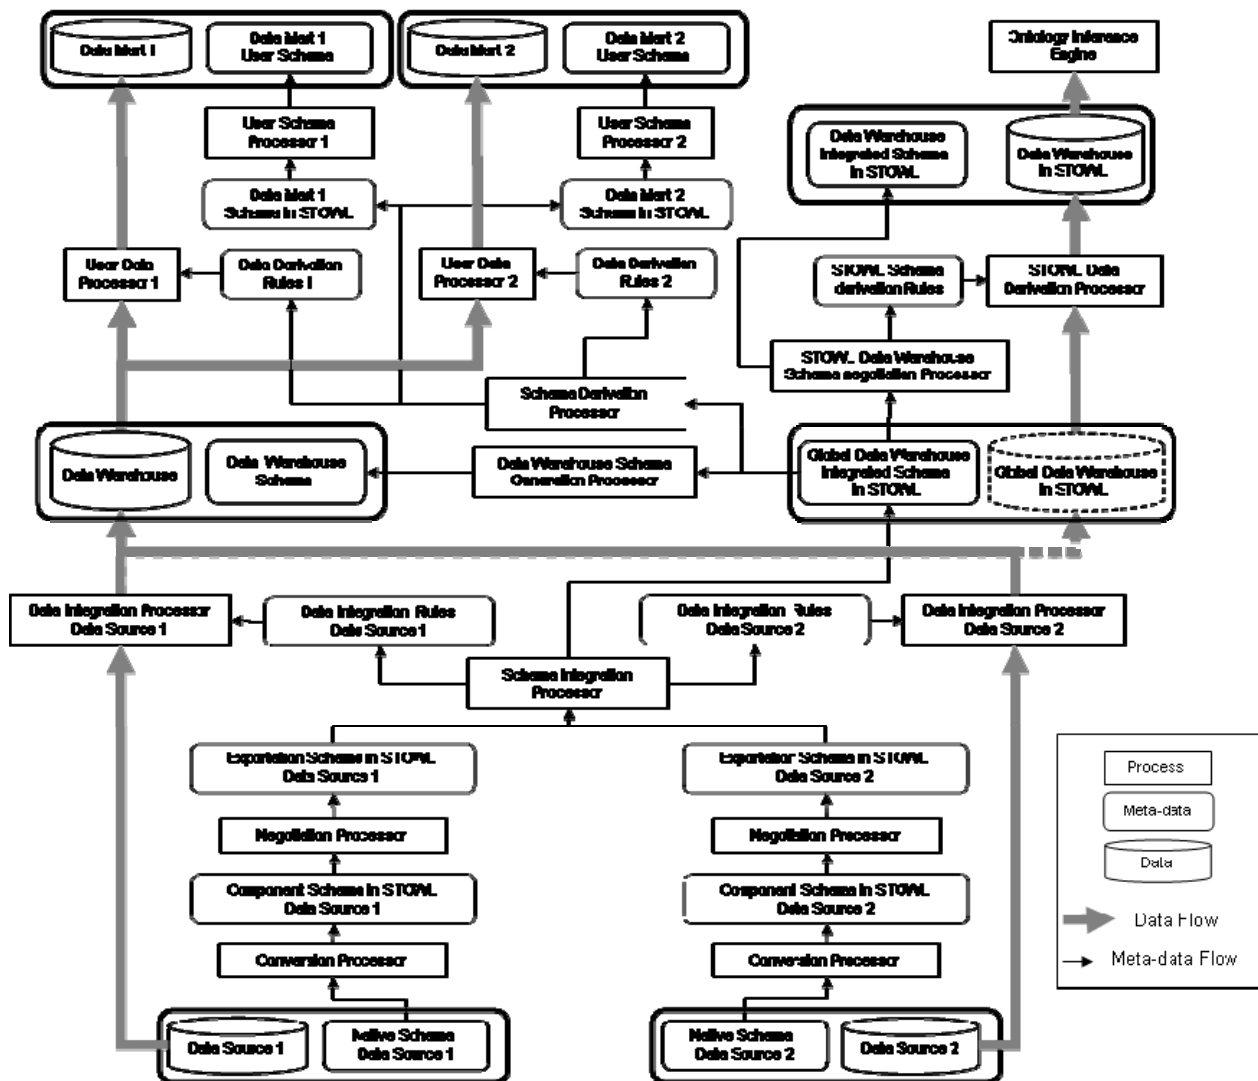 Data Mart 1
Data Mart 1
User Schema
Data Mart 2
Data Mart 2
User Schema
Ontology Inference
Engine
User Schema
Processor 1
User Schema
Processor 2
Data Warehouse
Integrated Schema
in STOWL
Data Warehouse
in STOWL
Data Mart 1
Schema in STOWL
Data Mart 2
Schema in STOWL
User Data
Processor 1
Data Derivation
Rules 1
User Data
Processor 2
Data Derivation
Rules 2
STOWL Schema
derivation Rules
STOWL Data
Derivation Processor
STOWL Data Warehouse
Schema negotiation Processor
Schema Derivation
Processor
Data Warehouse
Data Warehouse
Schema
Data Warehouse Schema
Generation Processor
Global Data Warehouse
Integrated Schema
in STOWL
Global Data Warehouse
in STOWL
Data Integration Processor
Data Source 1
Data Integration Rules
Data Source 1
Data Integration Rules
Data Source 2
Data Integration Processor
Data Source 2
Schema Integration
Processor
Exportation Schema in STOWL
Data Source 1
Exportation Schema in STOWL
Data Source 2
Negotiation Processor
Negotiation Processor
Component Schema in STOWL
Data Source 1
Component Schema in STOWL
Data Source 2
Conversion Processor
Conversion Processor
Data Source 1
Native Schema
Data Source 1
Native Schema
Data Source 2
Data Source 2
Process
Meta-data
Data
Data Flow
Meta-data Flow